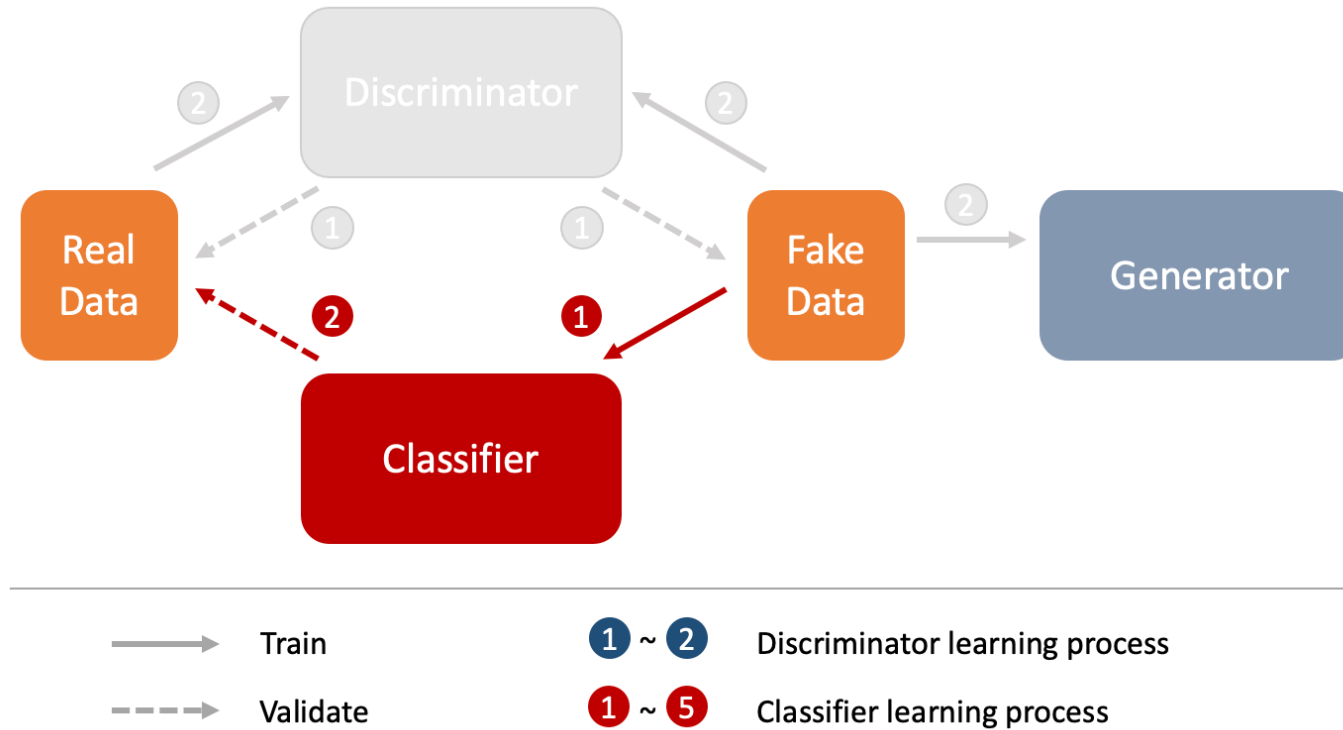 Discriminator
2
2
1
1
2
Real
Data
Fake
Data
Generator
2
1
Classifier
Train
1 ~ 2 Discriminator learning process
Validate
1 ~ 5 Classifier learning process